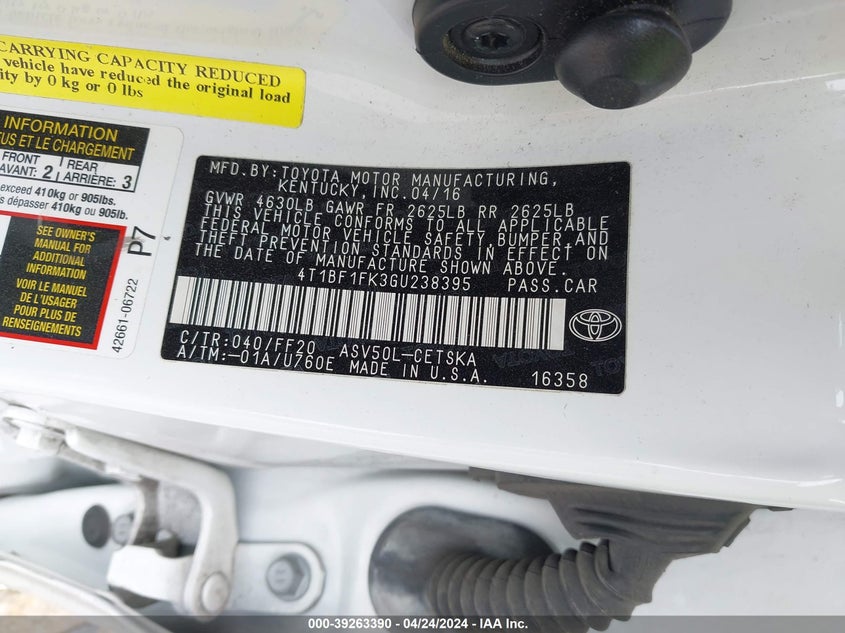 CARRYING CAPACITY REDUCED
vehicle have reduced the original load
by 0 kg or 0 lbs
INFORMATION
ET LE CHARGEMENT
FRONT
AVANT: 2
REAR
ARRIÈRE: 3
exceed 410kg or 905lb.
dépasser 410kg ou 905lb.
SEE OWNER'S
MANUAL FOR
ADDITIONAL
INFORMATION
VOIR LE MANUEL
DE L'USAGER
POUR PLUS DE
RENSEIGNEMENTS
P7
42661-06722
MFD. BY: TOYOTA MOTOR MANUFACTURING,
KENTUCKY, INC. 04/16
GVWR 4630LB GAWR FR 2625LB RR 2625LB
THIS VEHICLE CONFORMS TO ALL APPLICABLE
FEDERAL MOTOR VEHICLE SAFETY, BUMPER, AND
THEFT PREVENTION STANDARDS IN EFFECT ON
THE DATE OF MANUFACTURE SHOWN ABOVE.
4T1BF1FK3GU238395 PASS.CAR
C/TR:040/FF20 ASV50L-CETSKA
A/TM:-01A/U760E MADE IN U.S.A. 16358
000-39263390 - 04/24/2024 - IAA Inc.